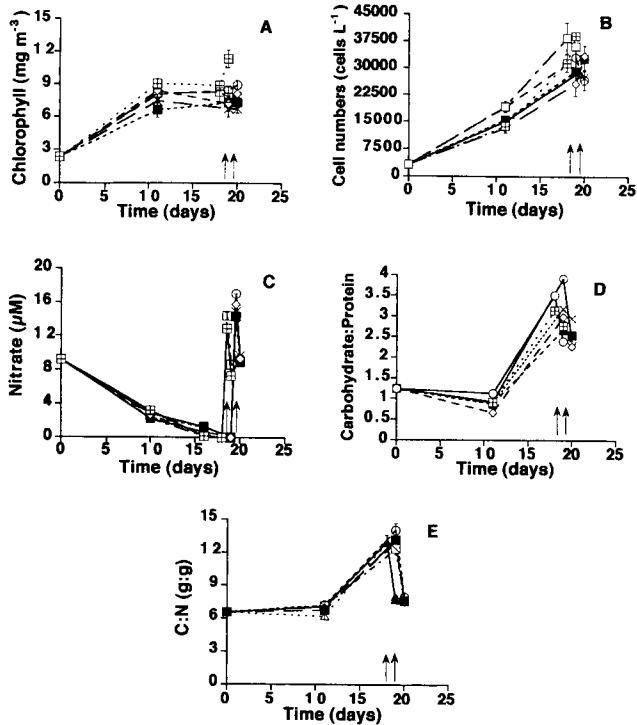 A
Chlorophyll (mg m⁻³)
15
12
9
6
3
0
0 5 10 15 20 25
Time (days)
B
Cell numbers (cells L⁻¹)
45000
37500
30000
22500
15000
7500
0
0 5 10 15 20 25
Time (days)
C
Nitrate (µM)
20
16
12
8
4
0
0 5 10 15 20 25
Time (days)
D
Carbohydrate:Protein
4
3.5
3
2.5
2
1.5
1
0.5
0
0 5 10 15 20 25
Time (days)
E
C:N (g:g)
15
12
9
6
3
0
0 5 10 15 20 25
Time (days)